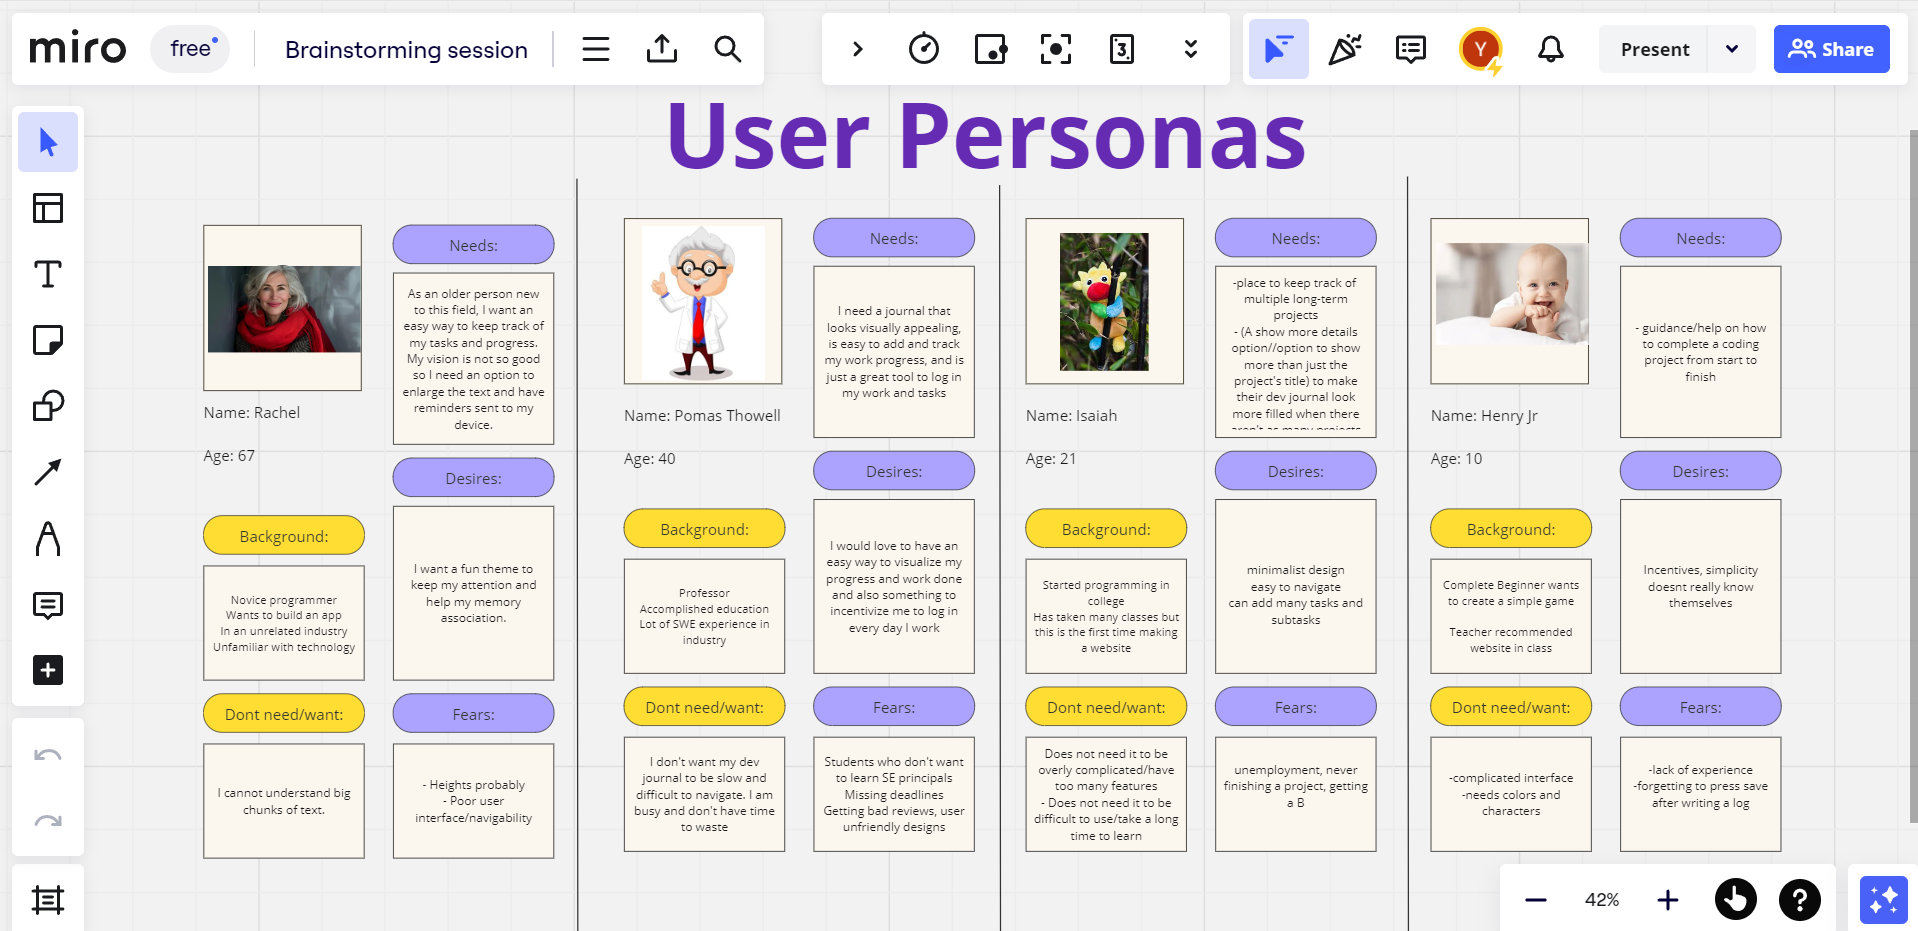 miro
free
Brainstorming session
3
Y
Present
Share
User Personas
Name: Rachel
Age: 67
Background:
Novice programmer
Wants to build an app
In an unrelated industry
Unfamiliar with technology
Dont need/want:
I cannot understand big
chunks of text.
Needs:
As an older person new
to this field, I want an
easy way to keep track of
my tasks and progress.
My vision is not so good
so I need an option to
enlarge the text and have
reminders sent to my
device.
Desires:
I want a fun theme to
keep my attention and
help my memory
association.
Fears:
- Heights probably
- Poor user
interface/navigability
Name: Pomas Thowell
Age: 40
Background:
Professor
Accomplished education
Lot of SWE experience in
industry
Dont need/want:
I don't want my dev
journal to be slow and
difficult to navigate. I am
busy and don't have time
to waste
Needs:
I need a journal that
looks visually appealing,
is easy to add and track
my work progress, and is
just a great tool to log in
my work and tasks
Desires:
I would love to have an
easy way to visualize my
progress and work done
and also something to
incentivize me to log in
every day I work
Fears:
Students who don't want
to learn SE principals
Missing deadlines
Getting bad reviews, user
unfriendly designs
Name: Isaiah
Age: 21
Background:
Started programming in
college
Has taken many classes but
this is the first time making
a website
Dont need/want:
Does not need it to be
overly complicated/have
too many features
- Does not need it to be
difficult to use/take a long
time to learn
Needs:
-place to keep track of
multiple long-term
projects
- (A show more details
option//option to show
more than just the
project's title) to make
their dev journal look
more filled when there
aren't as many projects
Desires:
minimalist design
easy to navigate
can add many tasks and
subtasks
Fears:
unemployment, never
finishing a project, getting
a B
Name: Henry Jr
Age: 10
Background:
Complete Beginner wants
to create a simple game
Teacher recommended
website in class
Dont need/want:
-complicated interface
-needs colors and
characters
Needs:
- guidance/help on how
to complete a coding
project from start to
finish
Desires:
Incentives, simplicity
doesnt really know
themselves
Fears:
-lack of experience
-forgetting to press save
after writing a log
42%